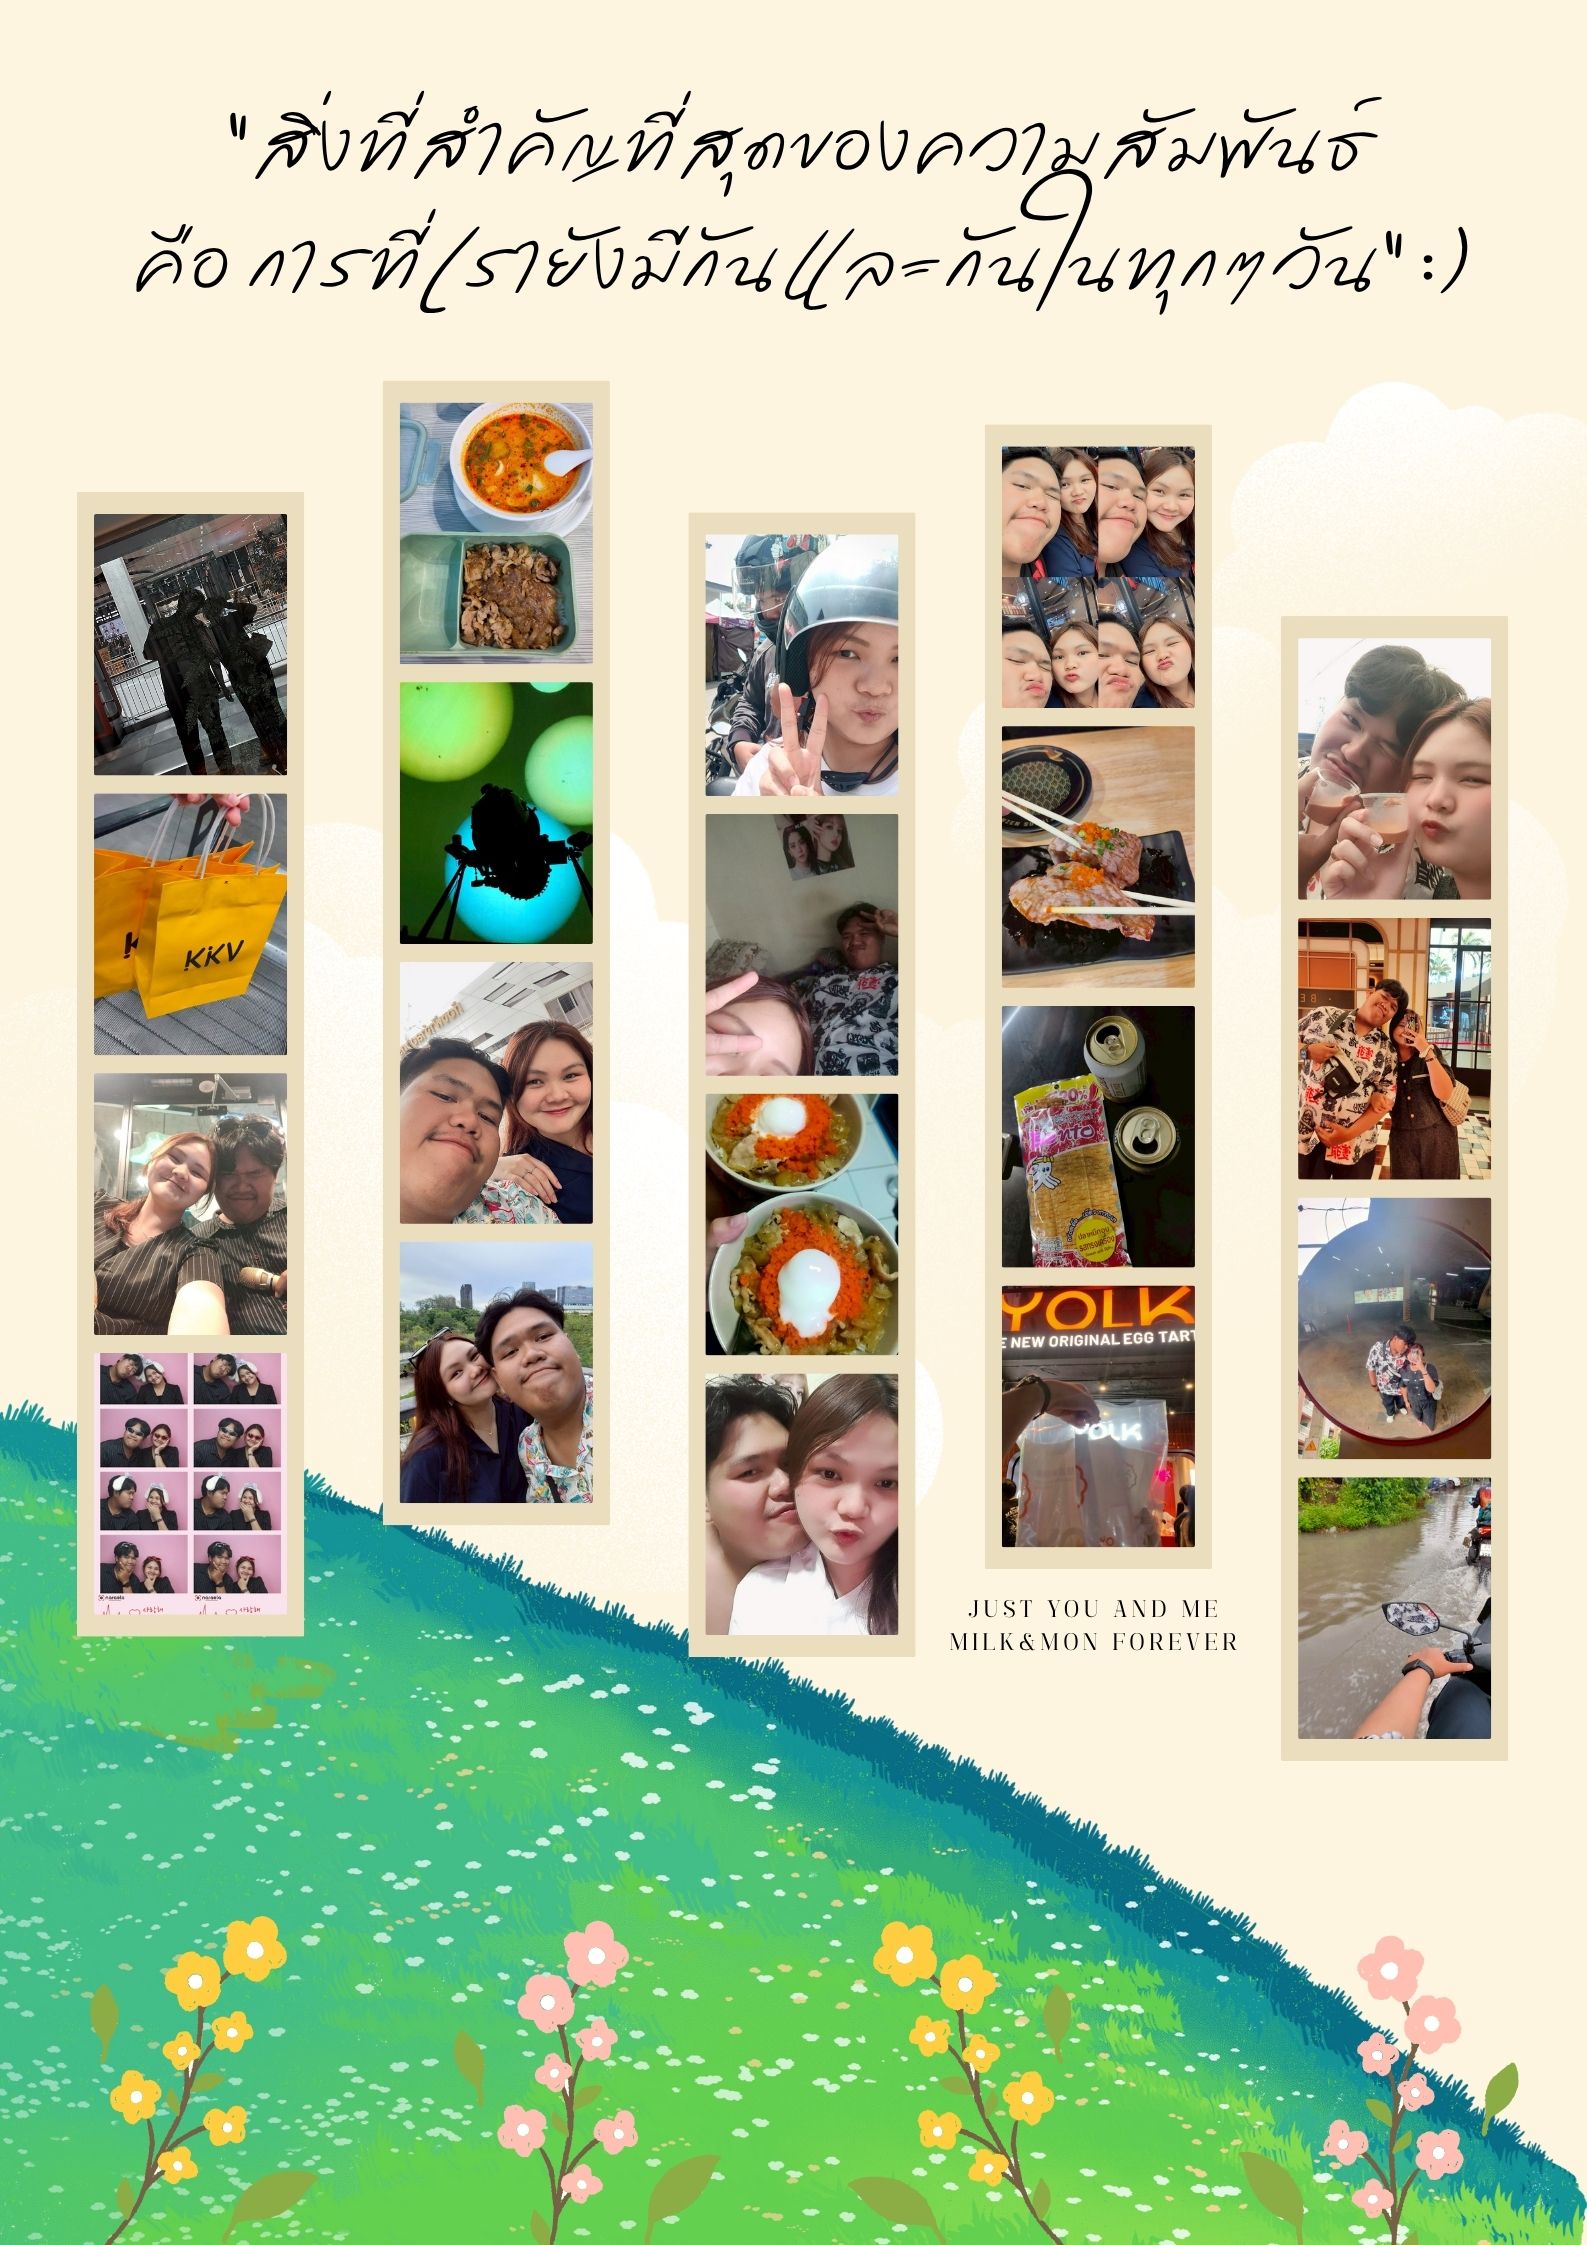 "สิ่งที่สำคัญที่สุดของความสัมพันธ์
คือ การที่เรายังมีกันและกันในทุกๆวัน" :)
KKV
YOLK
E NEW ORIGINAL EGG TART
YOLK
JUST YOU AND ME
MILK&MON FOREVER